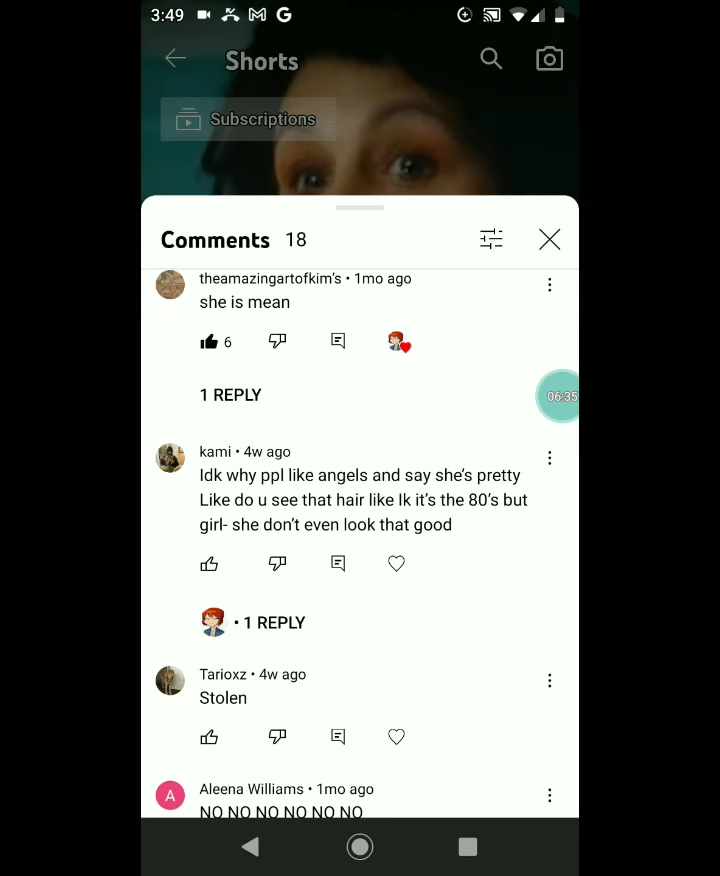 3:49
Shorts
Subscriptions
Comments 18
theamazingartofkim's • 1mo ago
she is mean
6
1 REPLY
06:35
kami • 4w ago
Idk why ppl like angels and say she's pretty
Like do u see that hair like Ik it's the 80's but
girl- she don't even look that good
• 1 REPLY
Tarioxz • 4w ago
Stolen
A
Aleena Williams • 1mo ago
NO NO NO NO NO NO